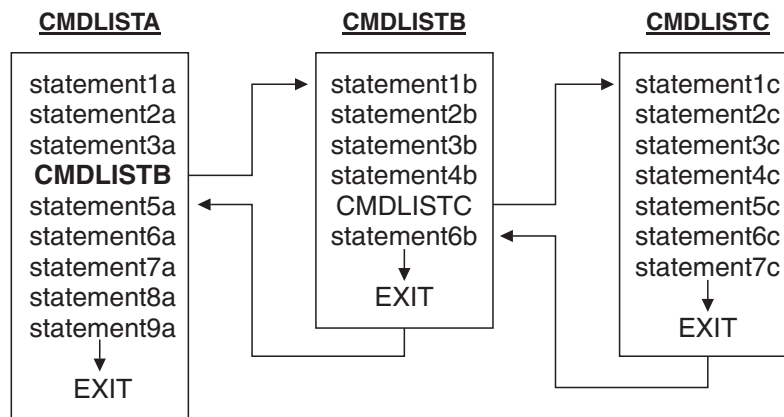 CMDLISTA
statement1a
statement2a
statement3a
CMDLISTB
statement5a
statement6a
statement7a
statement8a
statement9a
EXIT
CMDLISTB
statement1b
statement2b
statement3b
statement4b
CMDLISTC
statement6b
EXIT
CMDLISTC
statement1c
statement2c
statement3c
statement4c
statement5c
statement6c
statement7c
EXIT